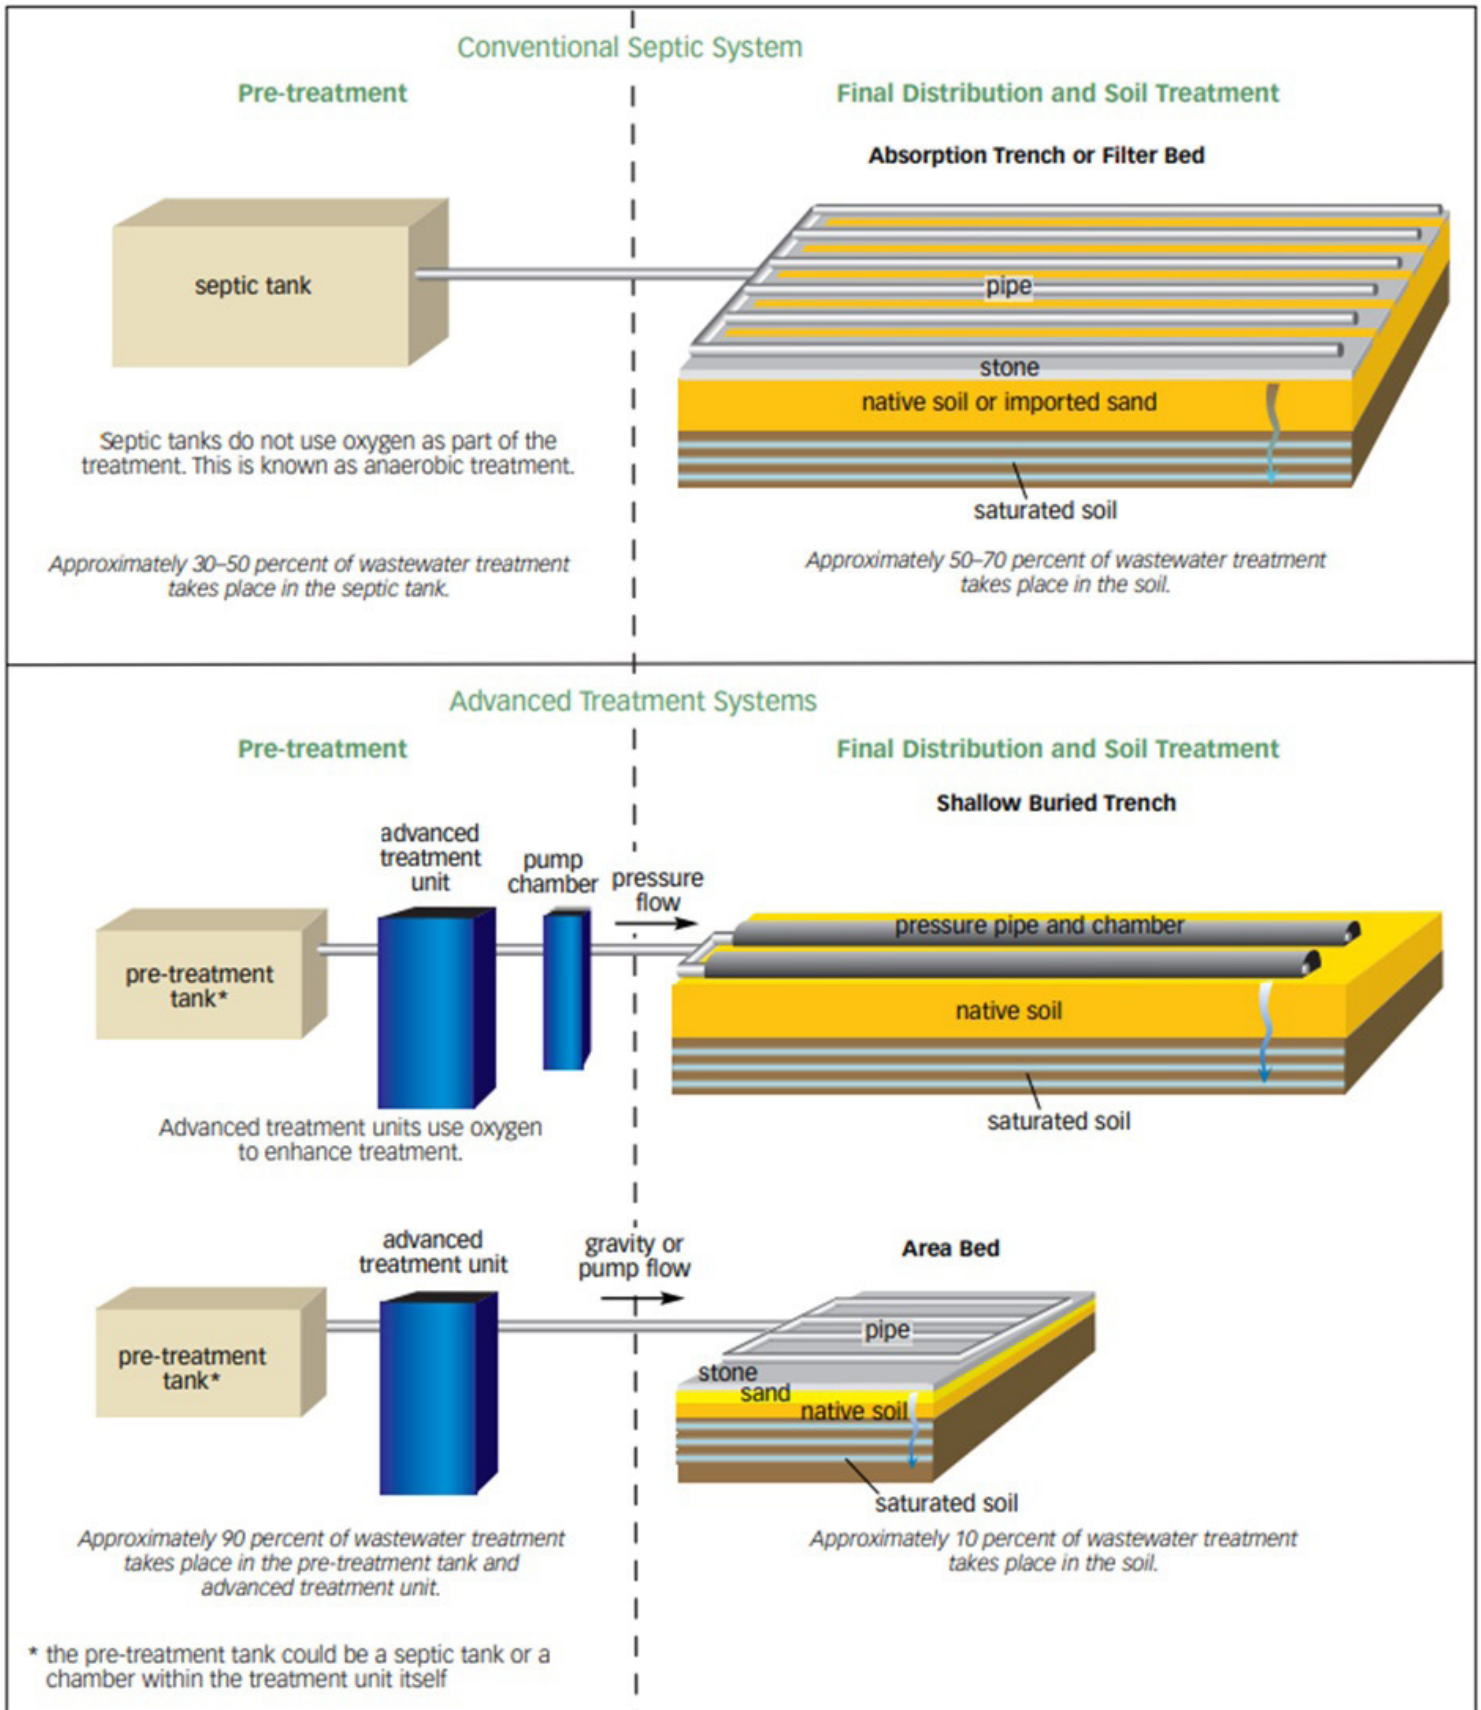 Conventional Septic System
Pre-treatment
Final Distribution and Soil Treatment
Absorption Trench or Filter Bed
septic tank
pipe
stone
native soil or imported sand
saturated soil
Septic tanks do not use oxygen as part of the
treatment. This is known as anaerobic treatment.
Approximately 30–50 percent of wastewater treatment
takes place in the septic tank.
Approximately 50–70 percent of wastewater treatment
takes place in the soil.
Advanced Treatment Systems
Pre-treatment
Final Distribution and Soil Treatment
Shallow Buried Trench
advanced
treatment
unit
pump
chamber
pressure
flow
pre-treatment
tank*
pressure pipe and chamber
native soil
saturated soil
Advanced treatment units use oxygen
to enhance treatment.
advanced
treatment unit
gravity or
pump flow
Area Bed
pre-treatment
tank*
pipe
stone
sand
native soil
saturated soil
Approximately 90 percent of wastewater treatment
takes place in the pre-treatment tank and
advanced treatment unit.
Approximately 10 percent of wastewater treatment
takes place in the soil.
* the pre-treatment tank could be a septic tank or a
chamber within the treatment unit itself